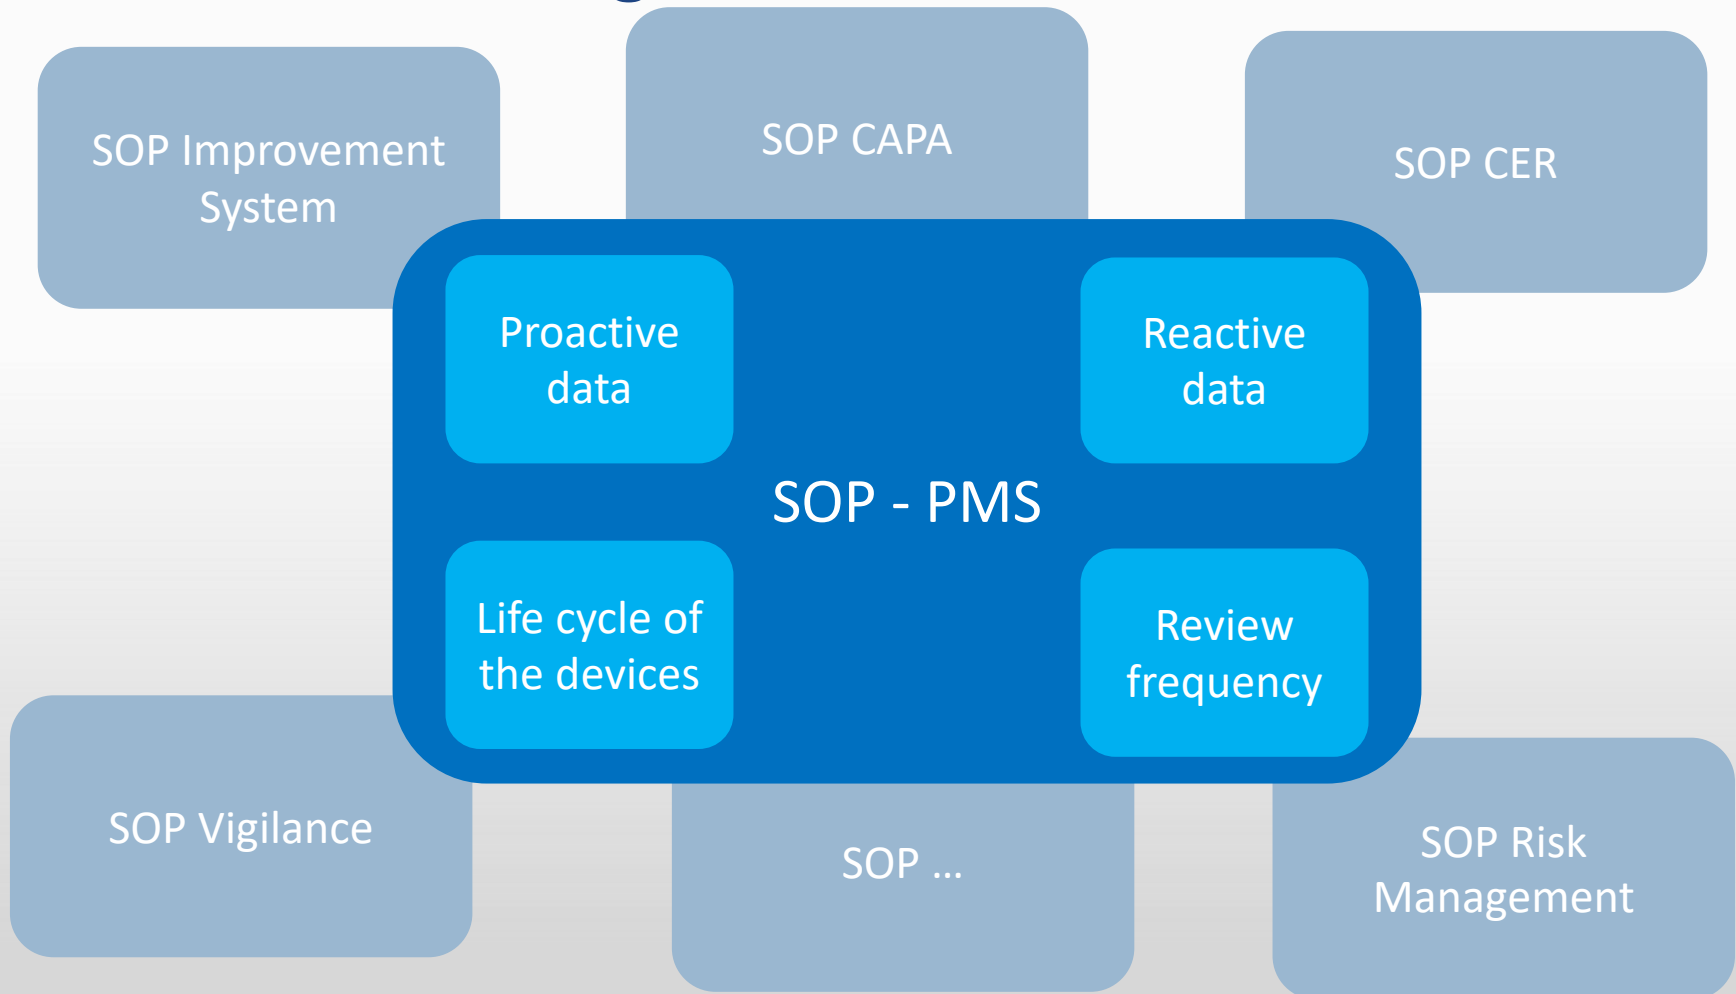 SOP Improvement
System
SOP CAPA
SOP CER
Proactive
data
Reactive
data
SOP - PMS
Life cycle of
the devices
Review
frequency
SOP Vigilance
SOP ...
SOP Risk
Management